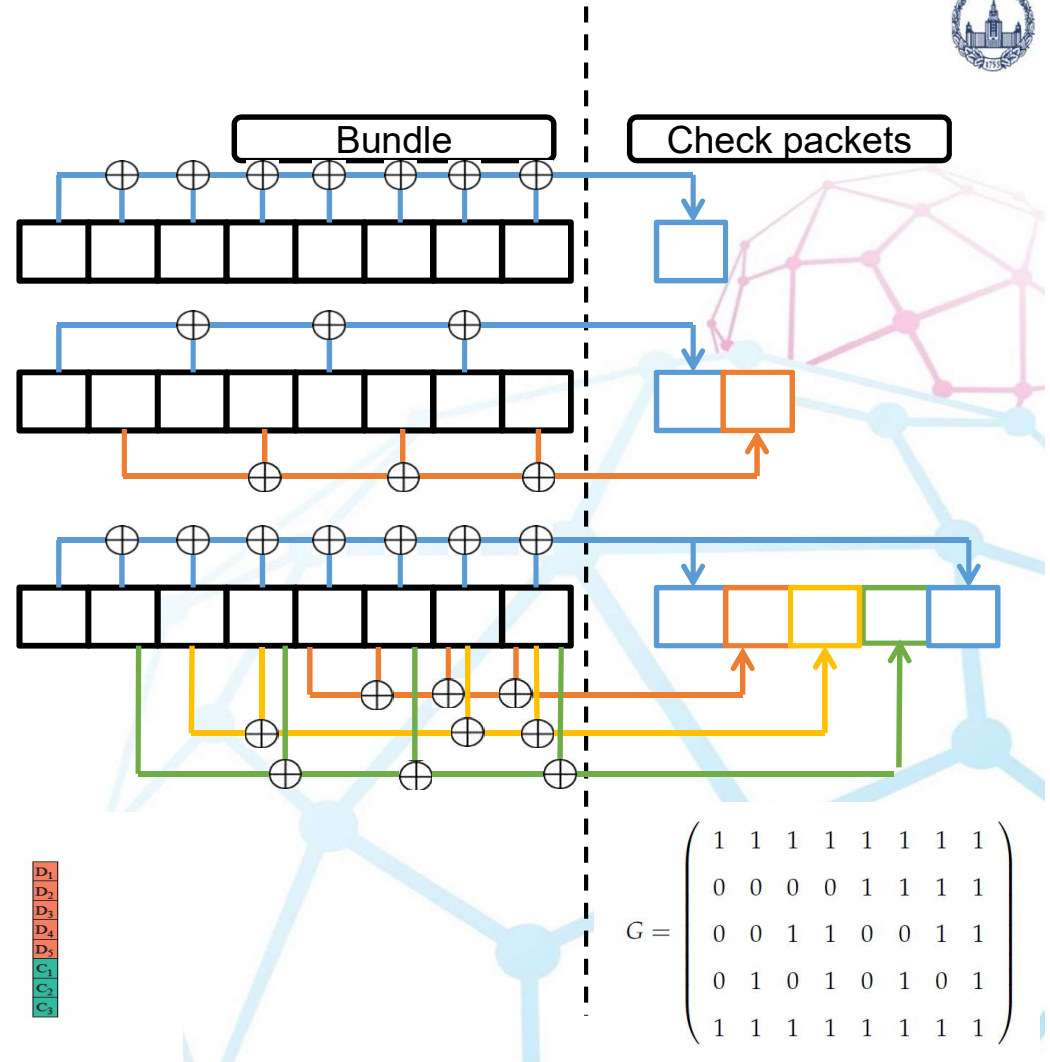 1755
Bundle
Check packets
D₁
D₂
D₃
D₄
D₅
C₁
C₂
C₃
G =
1 1 1 1 1 1 1 1
0 0 0 0 1 1 1 1
0 0 1 1 0 0 1 1
0 1 0 1 0 1 0 1
1 1 1 1 1 1 1 1